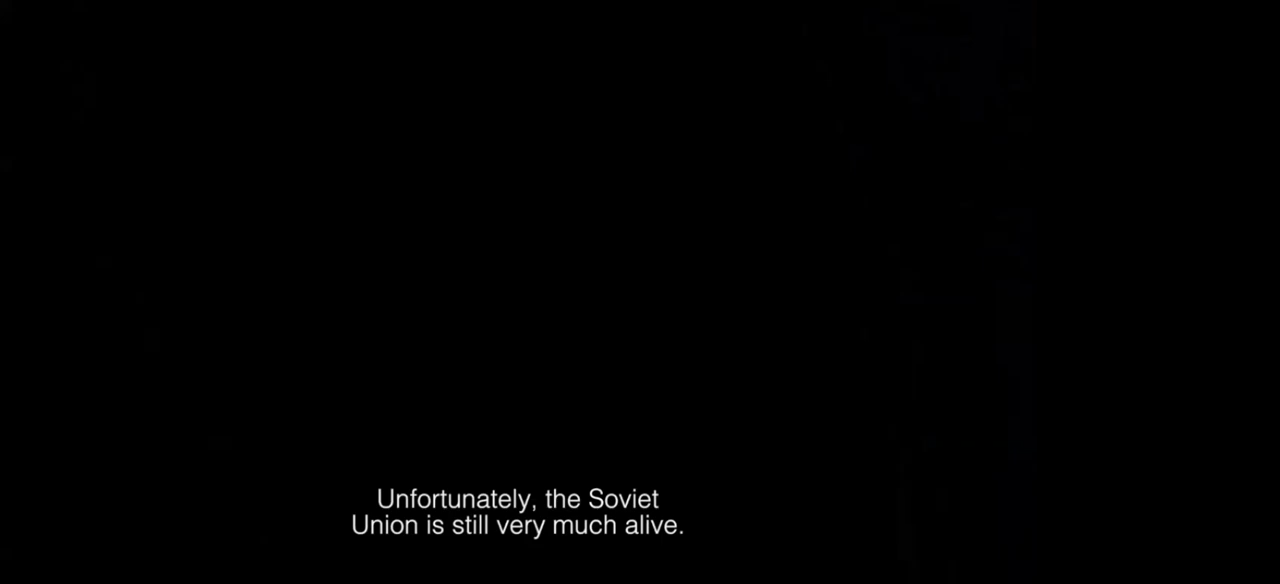 Unfortunately, the Soviet
Union is still very much alive.